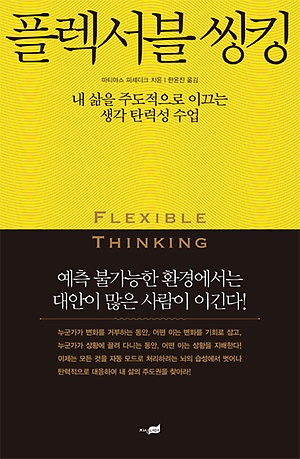 플렉서블 씽킹
마티아스 피셰디크 지음 | 한윤진 옮김
내 삶을 주도적으로 이끄는
생각 탄력성 수업
FLEXIBLE
THINKING
예측 불가능한 환경에서는
대안이 많은 사람이 이긴다!
누군가가 변화를 거부하는 동안, 어떤 이는 변화를 기회로 삼고,
누군가가 상황에 끌려 다니는 동안, 어떤 이는 상황을 지배한다!
이제는 모든 것을 자동 모드로 처리하려는 뇌의 습성에서 벗어나
탄력적으로 대응하여 내 삶의 주도권을 찾아라!